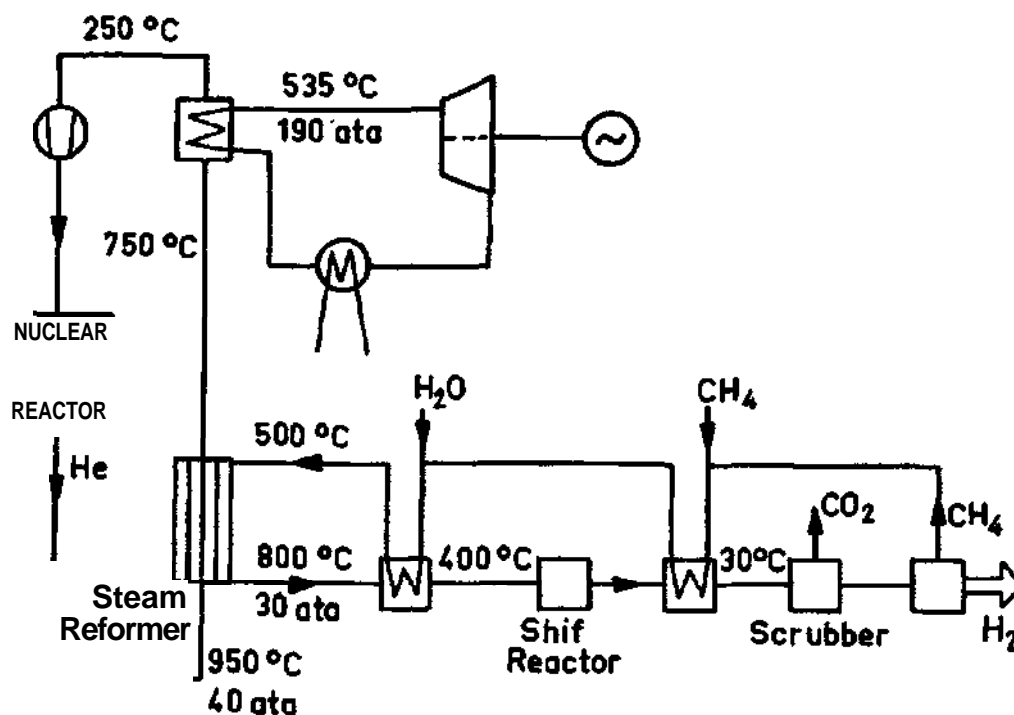 250 °C
535 °C
190 ata
~
750 °C
NUCLEAR
REACTOR
He
H₂O
CH₄
500 °C
CO₂
CH₄
800 °C
30 ata
400°C
30°C
Steam
Reformer
Shif
Reactor
Scrubber
H₂
950 °C
40 ata